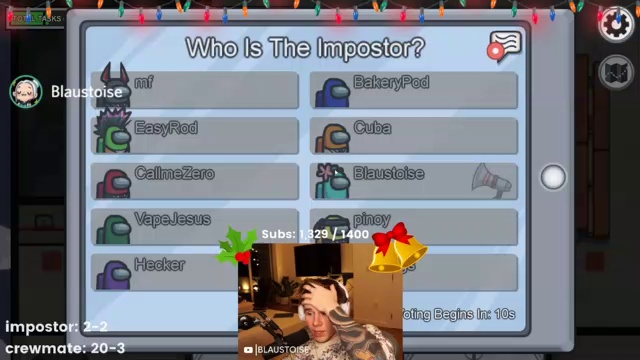 TOTAL TASKS
Who Is The Impostor?
mf
BakeryPod
Blaustoise
EasyRod
Cuba
CallmeZero
Blaustoise
VapeJesus
pinoy
Subs: 1,329 / 1400
Hecker
oting Begins In: 10s
impostor: 2-2
crewmate: 20-3
BLAUSTOISE